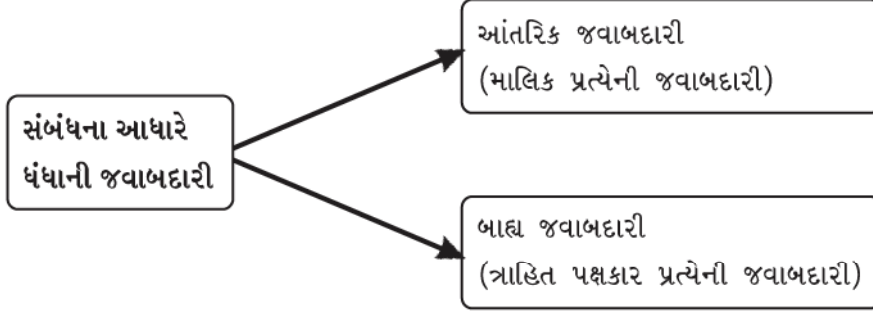 સંબંધના આધારે
ધંધાની જવાબદારી
આંતરિક જવાબદારી
(માલિક પ્રત્યેની જવાબદારી)
બાહ્ય જવાબદારી
(ત્રાહિત પક્ષકાર પ્રત્યેની જવાબદારી)